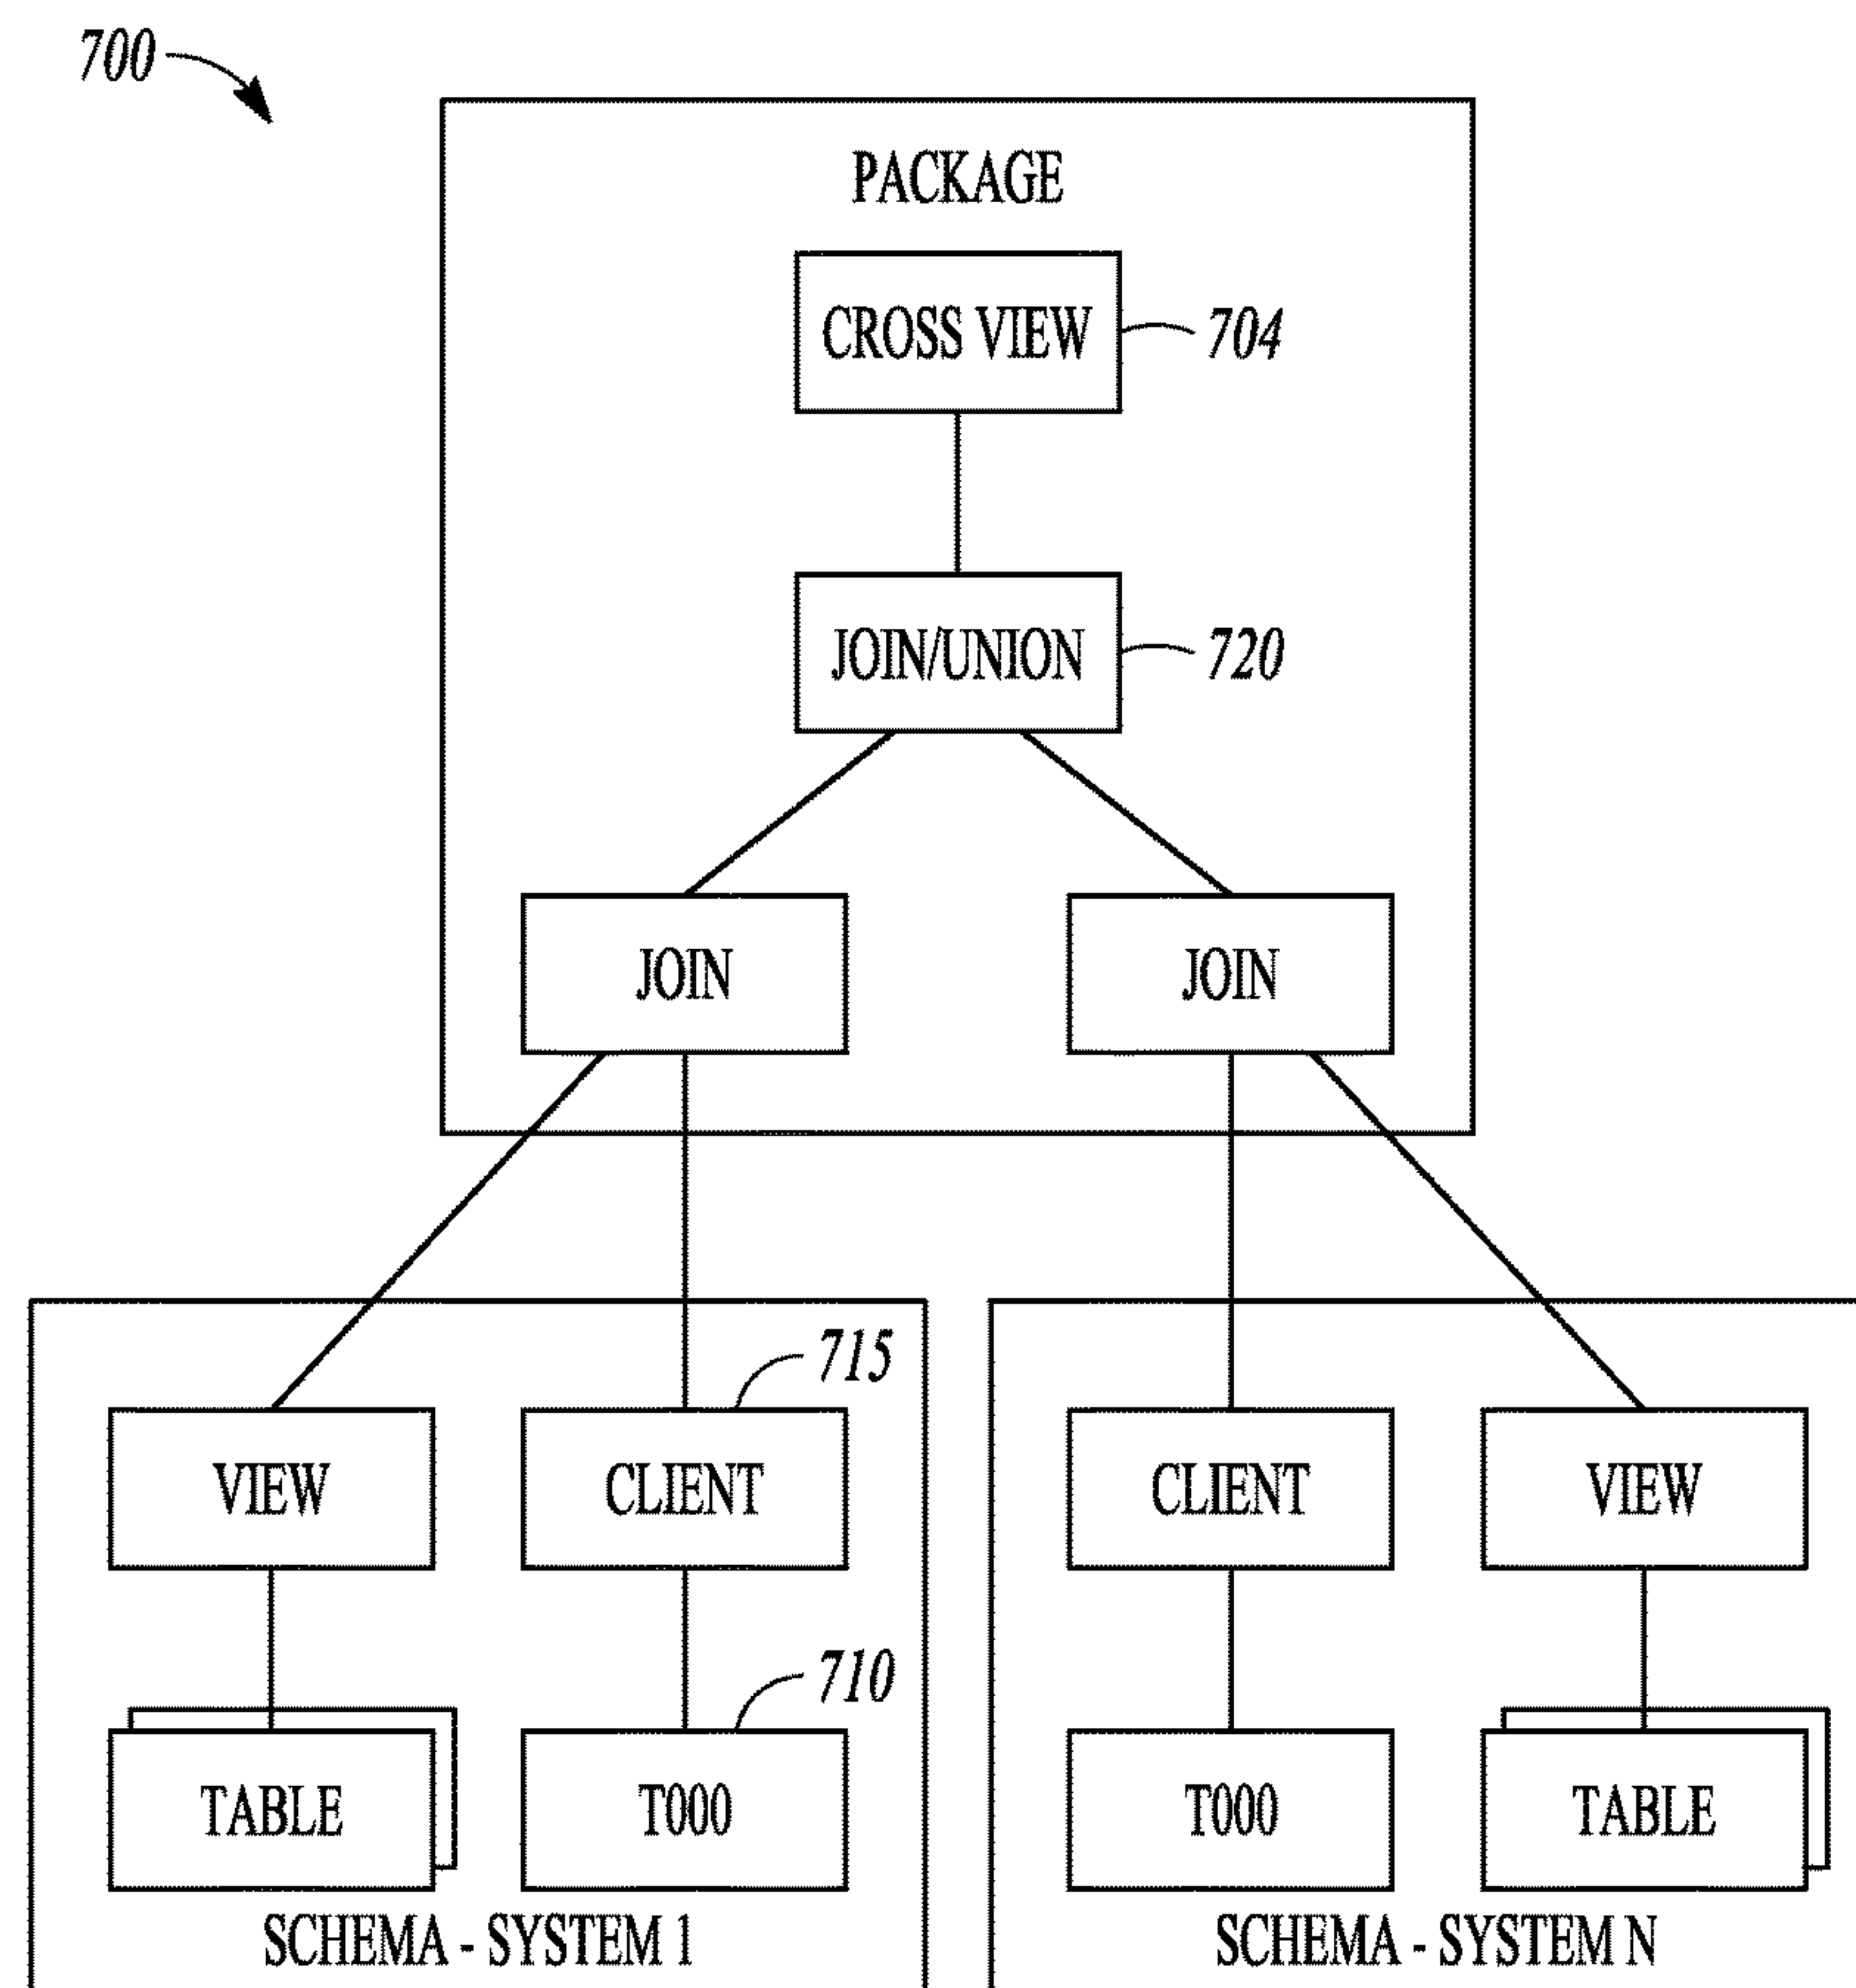 700
PACKAGE
CROSS VIEW
704
JOIN/UNION
720
JOIN
JOIN
715
VIEW
CLIENT
CLIENT
VIEW
710
TABLE
T000
T000
TABLE
SCHEMA - SYSTEM 1
SCHEMA - SYSTEM N